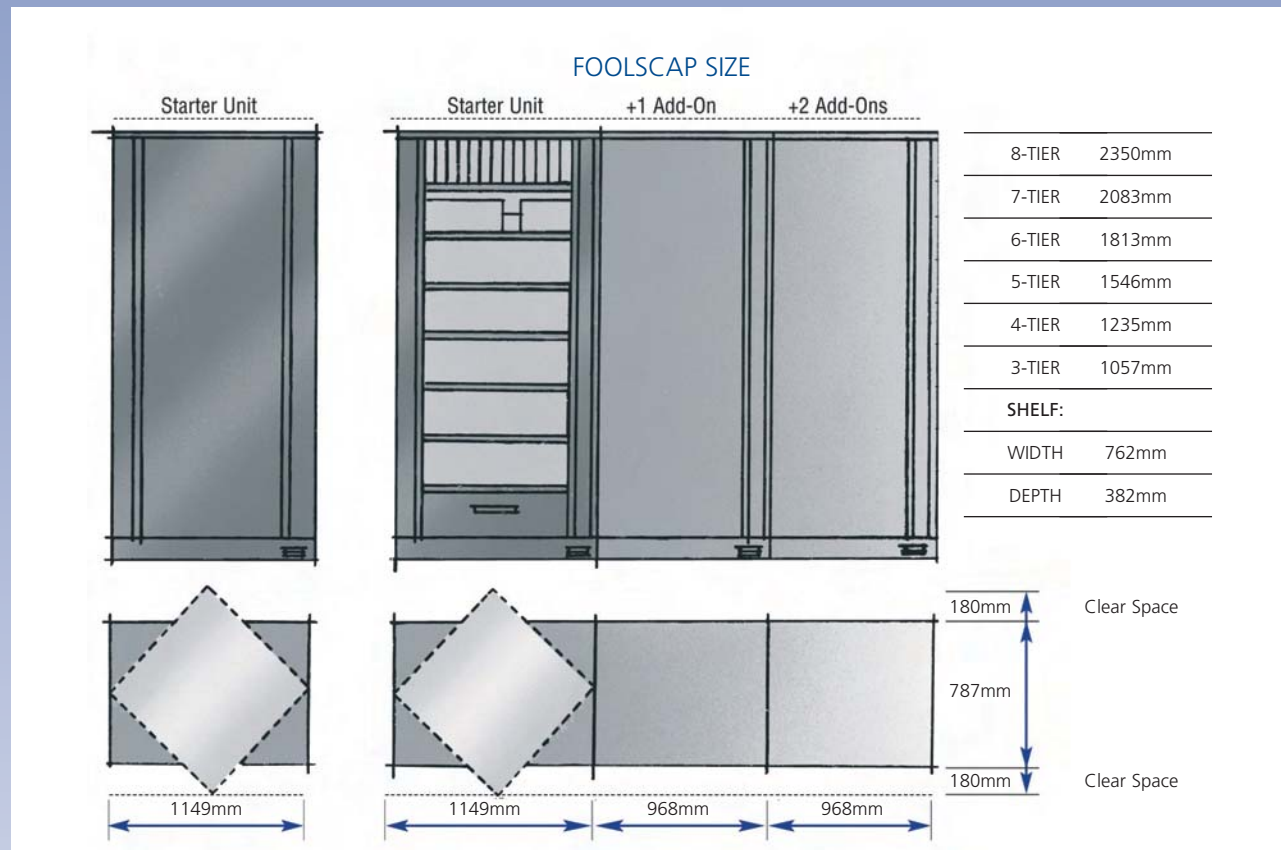 FOOLSCAP SIZE
Starter Unit
Starter Unit +1 Add-On +2 Add-Ons
8-TIER 2350mm
7-TIER 2083mm
6-TIER 1813mm
5-TIER 1546mm
4-TIER 1235mm
3-TIER 1057mm
SHELF:
WIDTH 762mm
DEPTH 382mm
180mm Clear Space
787mm
180mm Clear Space
1149mm
1149mm 968mm 968mm